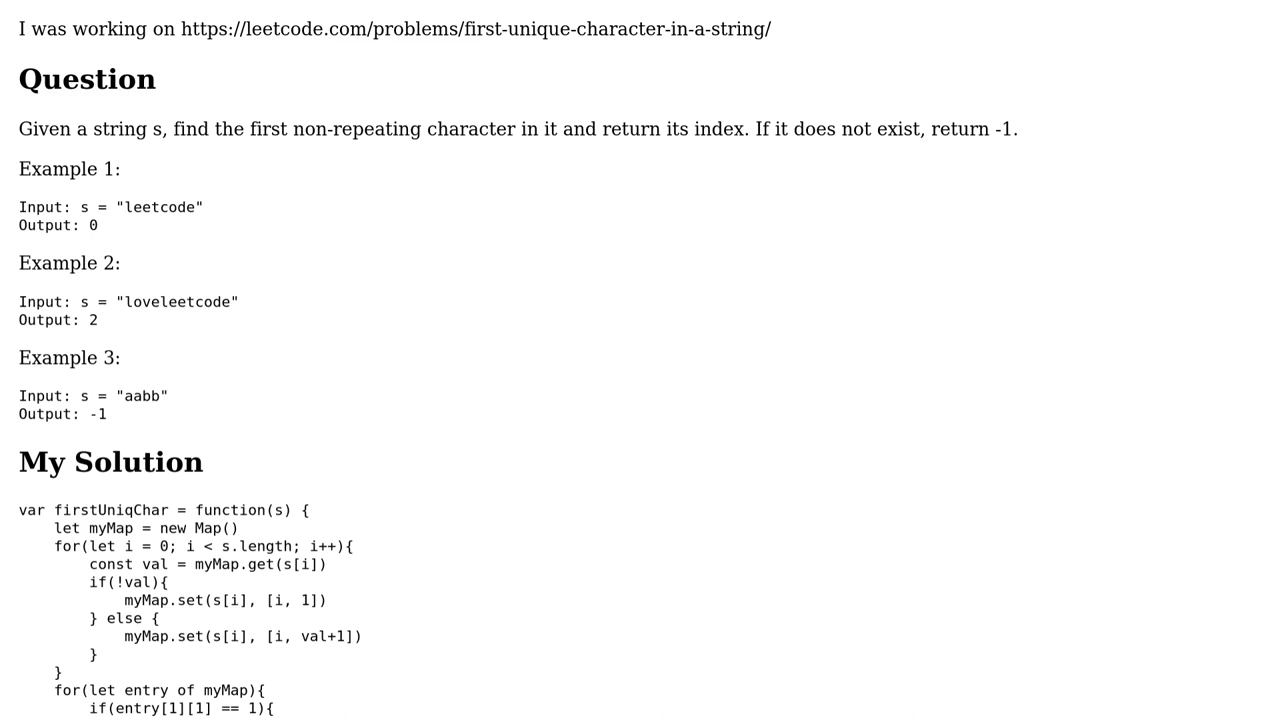 I was working on https://leetcode.com/problems/first-unique-character-in-a-string/
Question
Given a string s, find the first non-repeating character in it and return its index. If it does not exist, return -1.
Example 1:
Input: s = "leetcode"
Output: 0
Example 2:
Input: s = "loveleetcode"
Output: 2
Example 3:
Input: s = "aabb"
Output: -1
My Solution
var firstUniqChar = function(s) {
    let myMap = new Map()
    for(let i = 0; i < s.length; i++){
        const val = myMap.get(s[i])
        if(!val){
            myMap.set(s[i], [i, 1])
        } else {
            myMap.set(s[i], [i, val+1])
        }
    }
    for(let entry of myMap){
        if(entry[1][1] == 1){